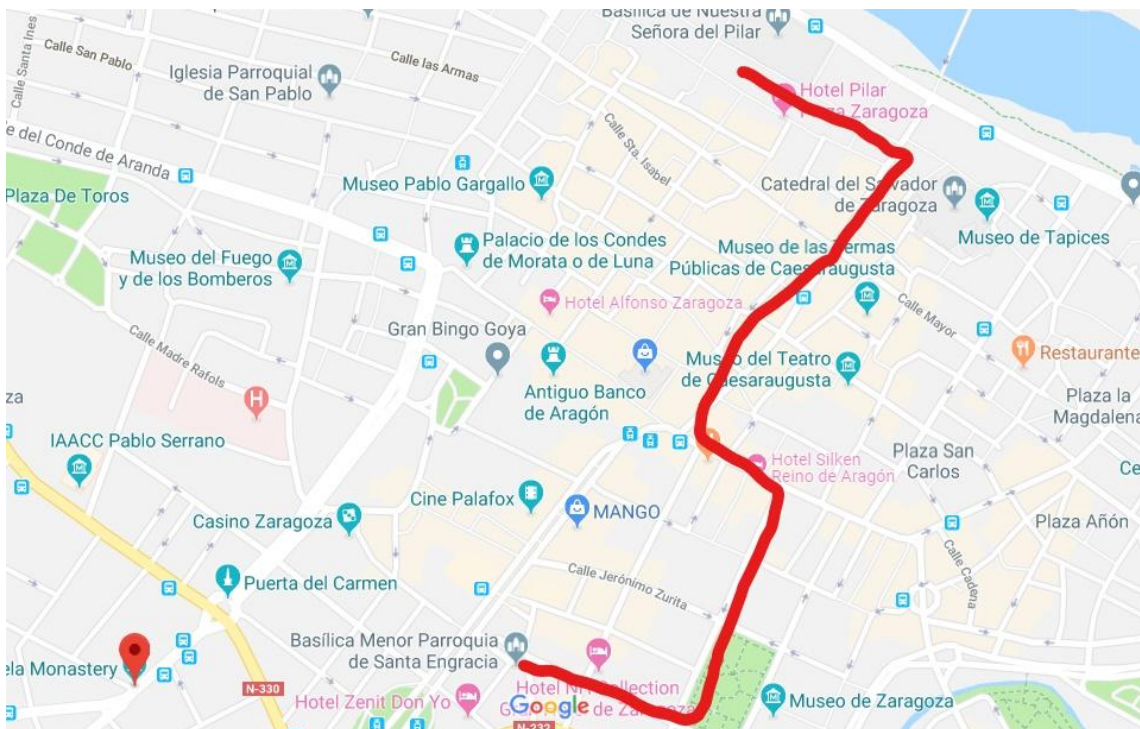 Basílica de Nuestra
Señora del Pilar
Calle Santa Ines
Calle San Pablo
Calle las Armas
Iglesia Parroquial
de San Pablo
Hotel Pilar
Plaza Zaragoza
Calle Sta. Isabel
e del Conde de Aranda
Plaza De Toros
Museo Pablo Gargallo
Catedral del Salvador
de Zaragoza
Museo de Tapices
Museo del Fuego
y de los Bomberos
Palacio de los Condes
de Morata o de Luna
Museo de las Termas
Públicas de Caesaraugusta
Hotel Alfonso Zaragoza
Calle Mayor
Gran Bingo Goya
Calle Madre Rafols
Museo del Teatro
de Caesaraugusta
Restaurante
Antiguo Banco
de Aragón
Plaza la
Magdalena
za
H
IAACC Pablo Serrano
Plaza San
Carlos
Hotel Silken
Reino de Aragón
Ce
Cine Palafox
MANGO
Casino Zaragoza
Plaza Añón
Calle Cadena
Puerta del Carmen
Calle Jerónimo Zurita
Basílica Menor Parroquia
de Santa Engracia
ela Monastery
N-330
Hotel Zenit Don Yo
Hotel NH Collection
Gran Hotel de Zaragoza
Google
N-232
Museo de Zaragoza